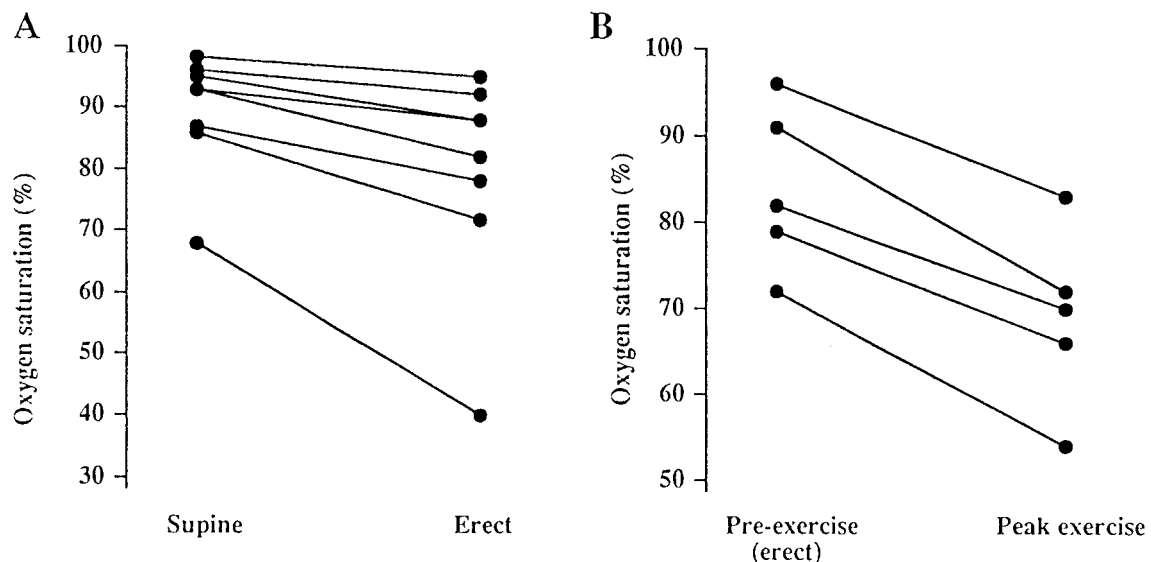 A
Oxygen saturation (%)
100
90
80
70
60
50
40
30
Supine
Erect
B
Oxygen saturation (%)
100
90
80
70
60
50
Pre-exercise
(erect)
Peak exercise